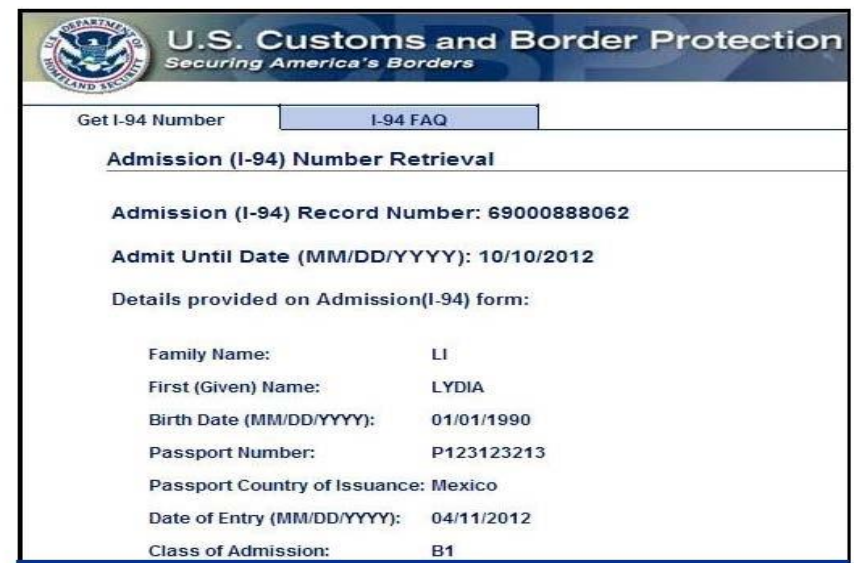 U.S. Customs and Border Protection
Securing America's Borders
Get I-94 Number
I-94 FAQ
Admission (I-94) Number Retrieval
Admission (I-94) Record Number: 69000888062
Admit Until Date (MM/DD/YYYY): 10/10/2012
Details provided on Admission(I-94) form:
Family Name: LI
First (Given) Name: LYDIA
Birth Date (MM/DD/YYYY): 01/01/1990
Passport Number: P123123213
Passport Country of Issuance: Mexico
Date of Entry (MM/DD/YYYY): 04/11/2012
Class of Admission: B1